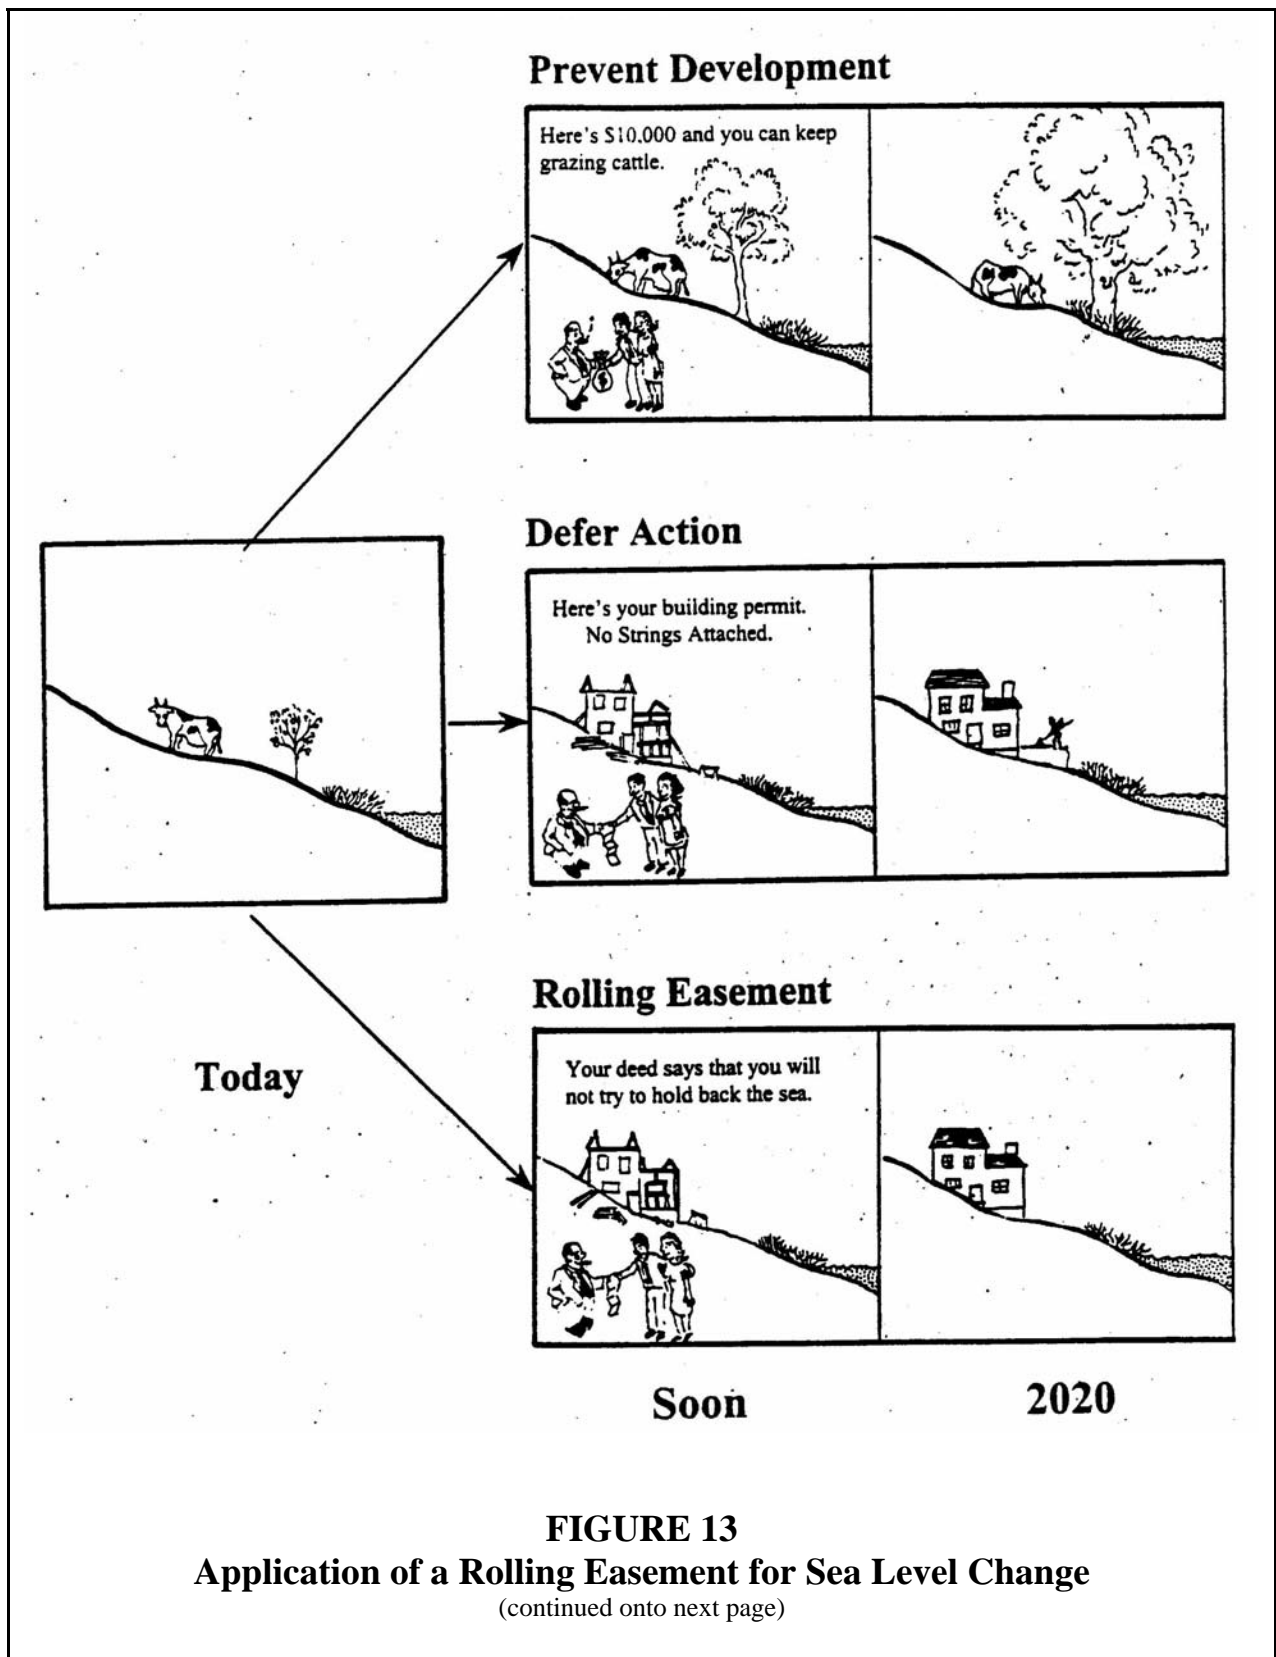 Prevent Development
Here's $10,000 and you can keep
grazing cattle.
Defer Action
Here's your building permit.
No Strings Attached.
Rolling Easement
Your deed says that you will
not try to hold back the sea.
Today
Soon
2020
FIGURE 13
Application of a Rolling Easement for Sea Level Change
(continued onto next page)